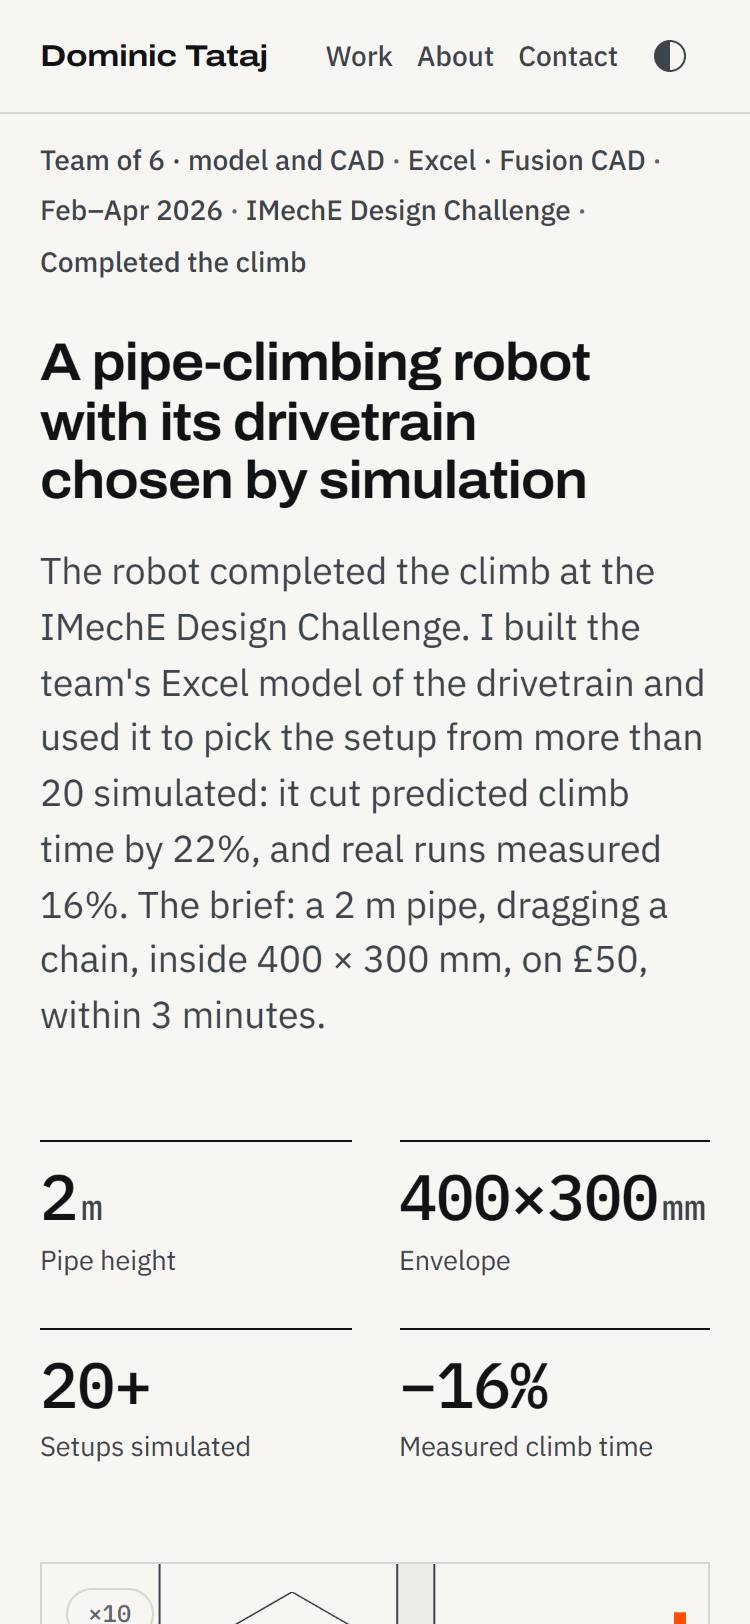 Dominic Tataj Work About Contact
Team of 6 · model and CAD · Excel · Fusion CAD ·
Feb–Apr 2026 · IMechE Design Challenge ·
Completed the climb
A pipe-climbing robot
with its drivetrain
chosen by simulation
The robot completed the climb at the
IMechE Design Challenge. I built the
team's Excel model of the drivetrain and
used it to pick the setup from more than
20 simulated: it cut predicted climb
time by 22%, and real runs measured
16%. The brief: a 2 m pipe, dragging a
chain, inside 400 × 300 mm, on £50,
within 3 minutes.
2 m
Pipe height
400×300 mm
Envelope
20+
Setups simulated
−16%
Measured climb time
×10